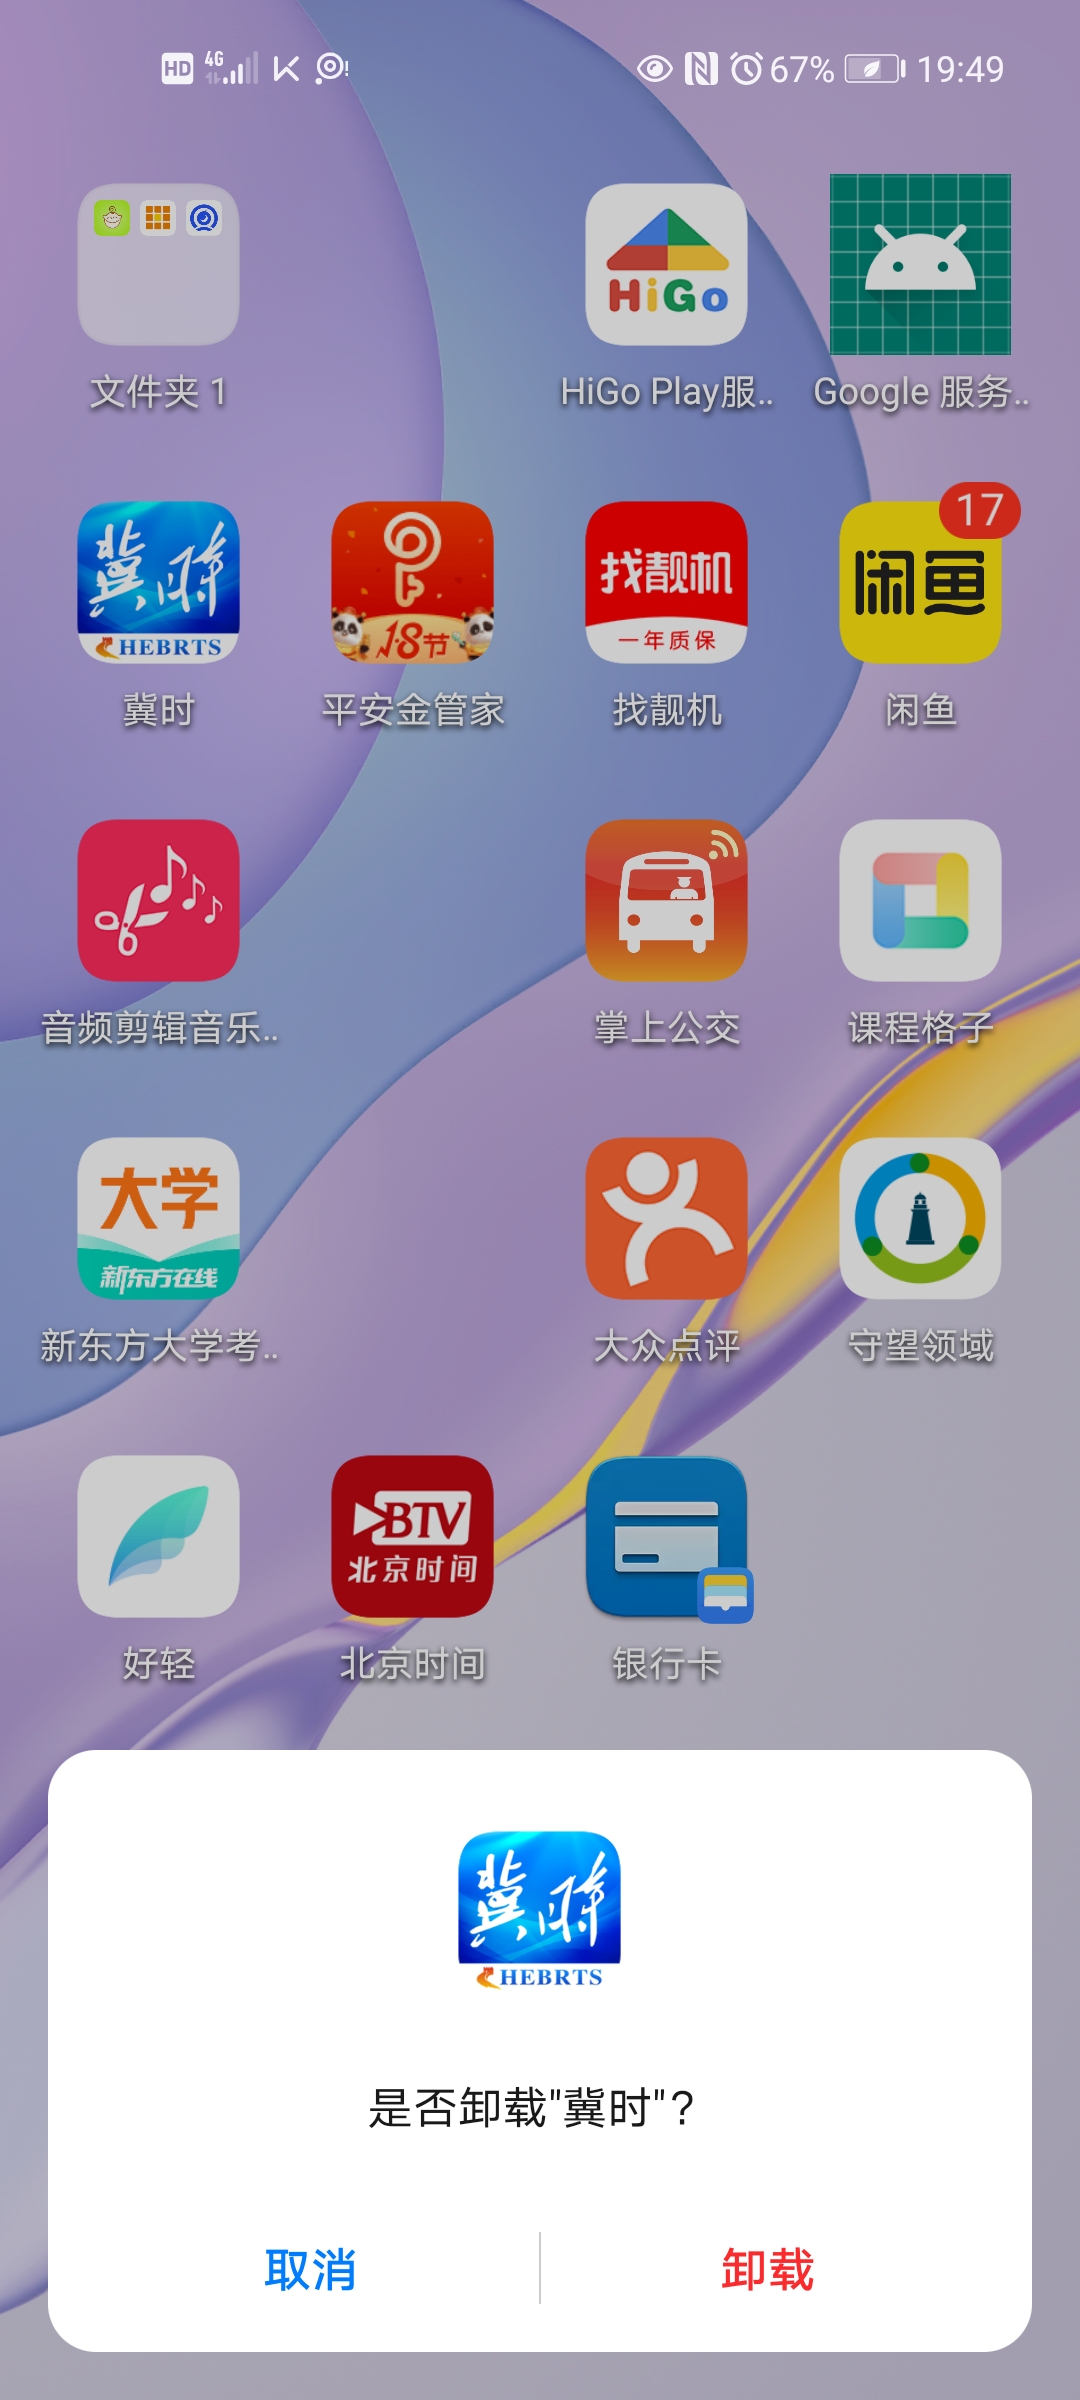 HD 4G 67% 19:49
HiGo
文件夹 1 HiGo Play服.. Google 服务..
冀时 HEBRTS 1·8节 找靓机 一年质保 闲鱼 17
冀时 平安金管家 找靓机 闲鱼
音频剪辑音乐.. 掌上公交 课程格子
大学
新东方在线
新东方大学考.. 大众点评 守望领域
BTV
北京时间
好轻 北京时间 银行卡
冀时
HEBRTS
是否卸载"冀时"?
取消 卸载